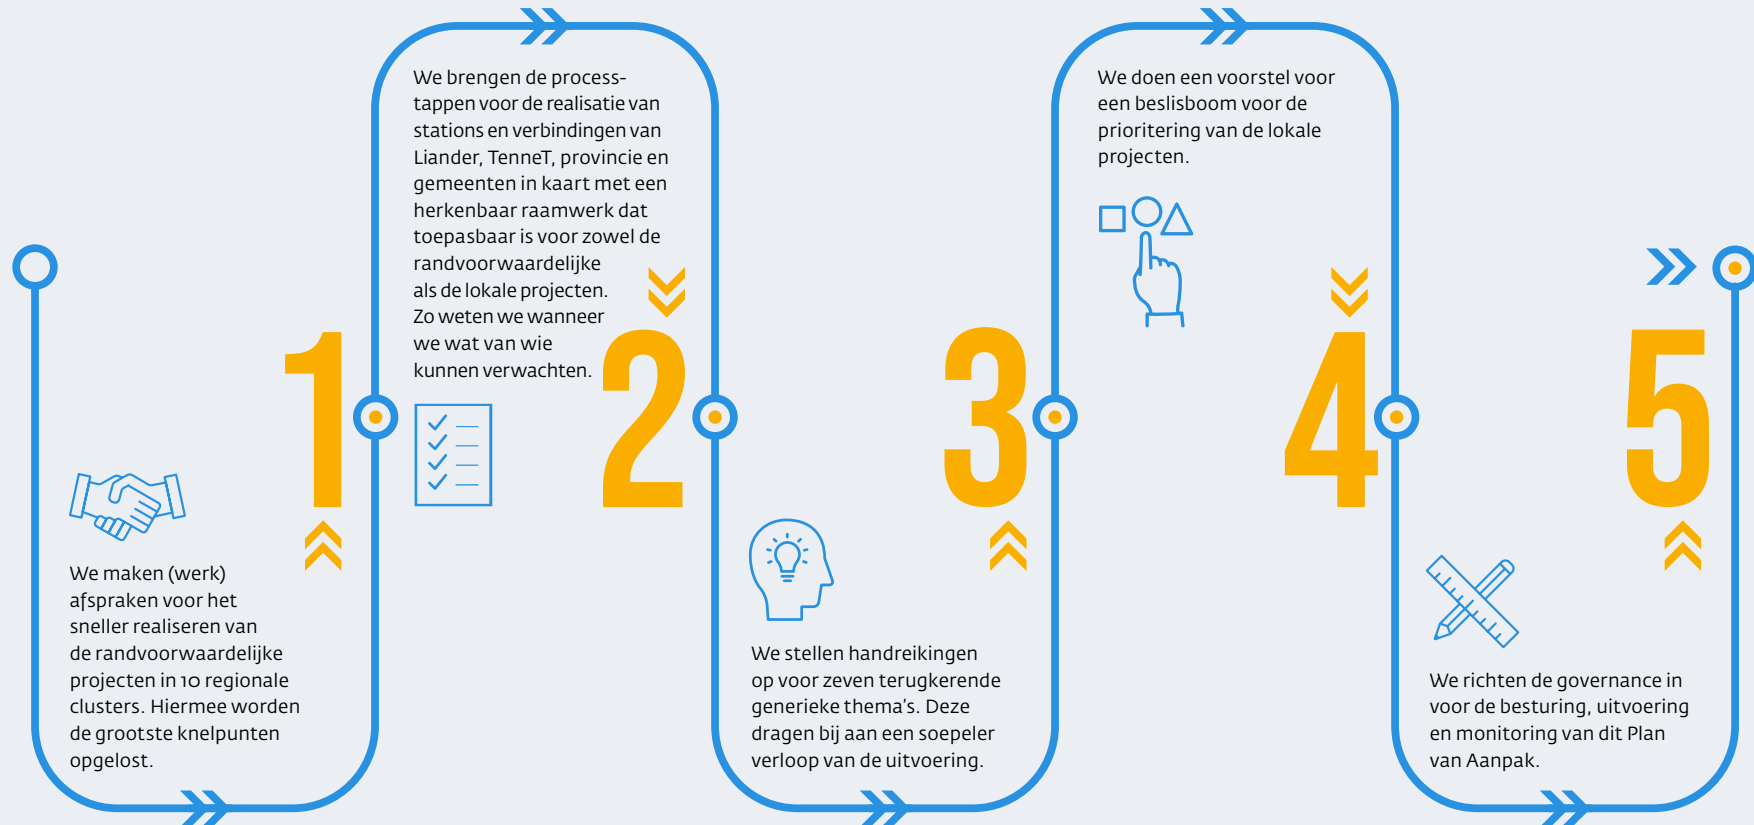 1
We maken (werk)
afspraken voor het
sneller realiseren van
de randvoorwaardelijke
projecten in 10 regionale
clusters. Hiermee worden
de grootste knelpunten
opgelost.
2
We brengen de process-
tappen voor de realisatie van
stations en verbindingen van
Liander, TenneT, provincie en
gemeenten in kaart met een
herkenbaar raamwerk dat
toepasbaar is voor zowel de
randvoorwaardelijke
als de lokale projecten.
Zo weten we wanneer
we wat van wie
kunnen verwachten.
3
We stellen handreikingen
op voor zeven terugkerende
generieke thema's. Deze
dragen bij aan een soepeler
verloop van de uitvoering.
4
We doen een voorstel voor
een beslisboom voor de
prioritering van de lokale
projecten.
5
We richten de governance in
voor de besturing, uitvoering
en monitoring van dit Plan
van Aanpak.